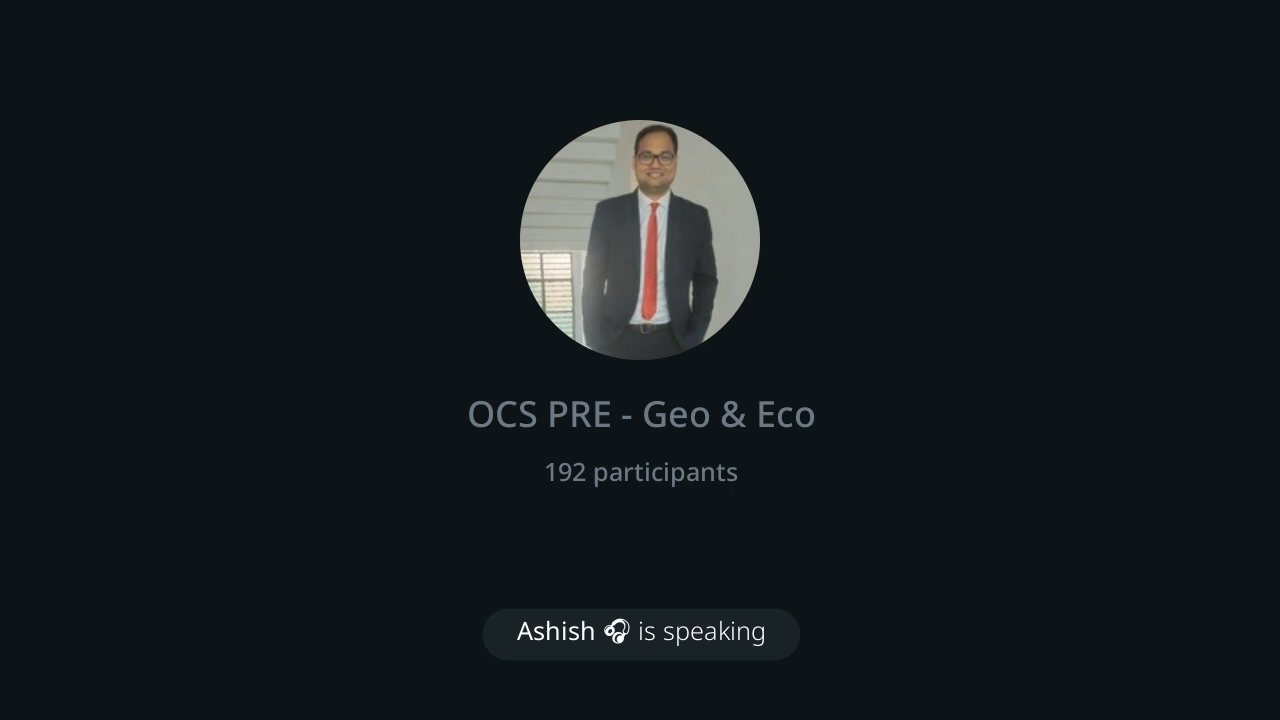 OCS PRE - Geo & Eco
192 participants
Ashish 🎧 is speaking